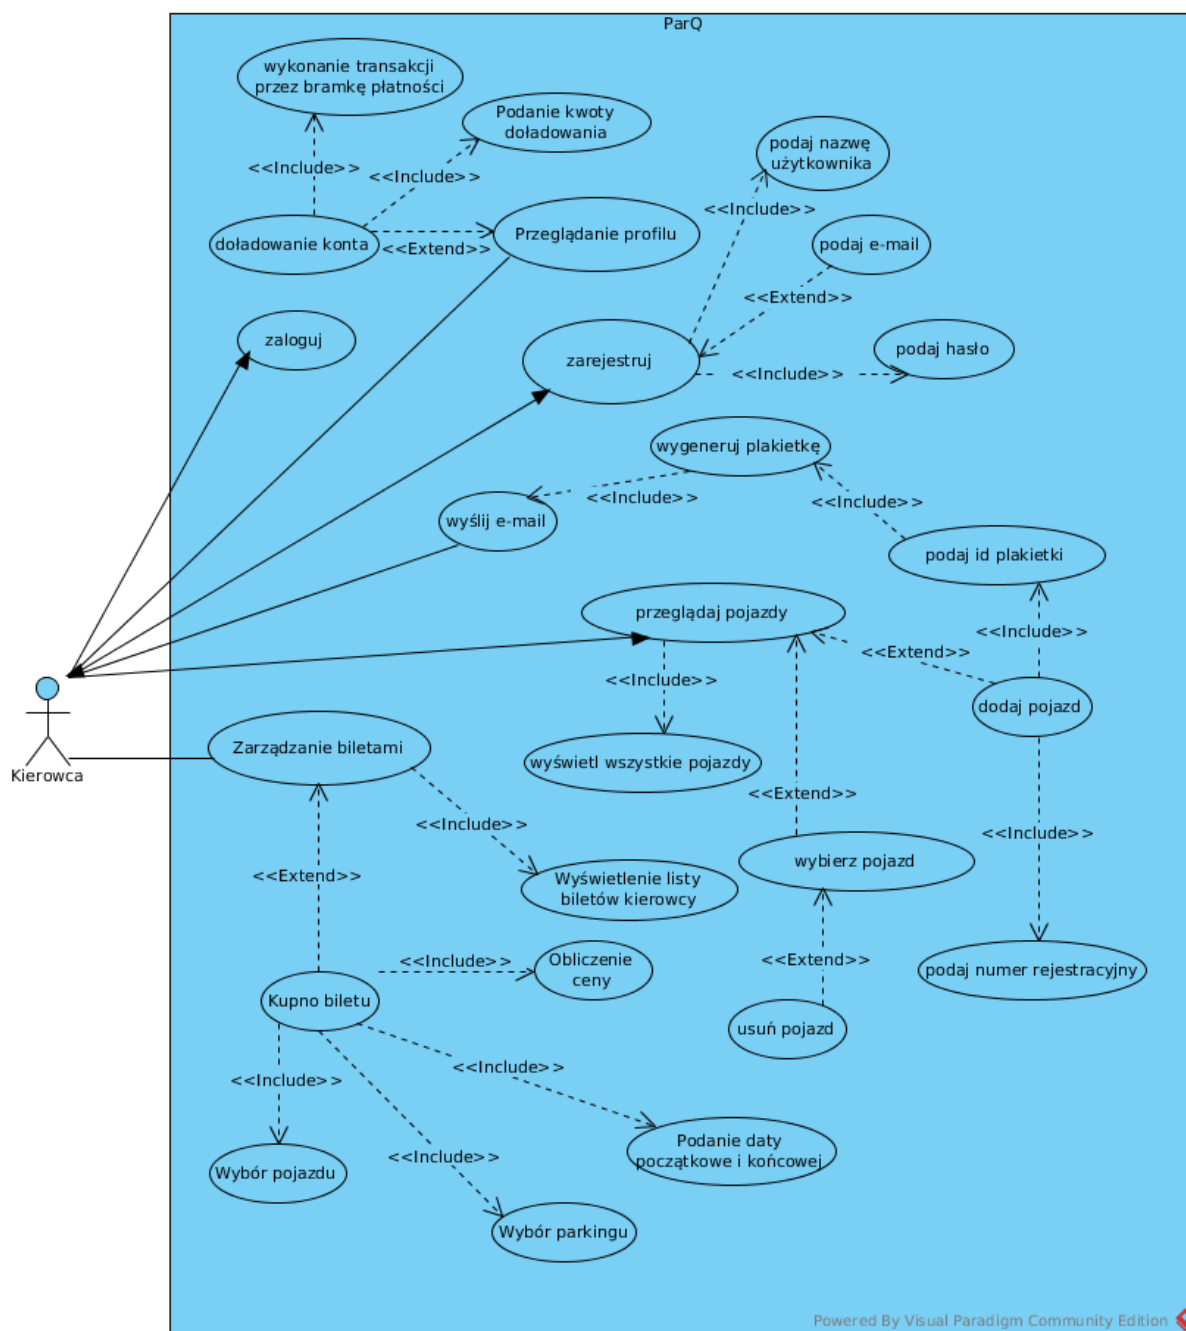 ParQ
wykonanie transakcji
przez bramkę płatności
Podanie kwoty
doładowania
podaj nazwę
użytkownika
<<Include>>
<<Include>>
<<Include>>
doładowanie konta
<<Extend>>
Przeglądanie profilu
podaj e-mail
<<Extend>>
zaloguj
zarejestruj
podaj hasło
<<Include>>
wygeneruj plakietkę
<<Include>>
<<Include>>
wyślij e-mail
podaj id plakietki
przeglądaj pojazdy
<<Include>>
<<Extend>>
<<Include>>
dodaj pojazd
Kierowca
Zarządzanie biletami
wyświetl wszystkie pojazdy
<<Extend>>
<<Include>>
<<Include>>
wybierz pojazd
<<Extend>>
Wyświetlenie listy
biletów kierowcy
<<Include>>
Obliczenie
ceny
<<Extend>>
podaj numer rejestracyjny
Kupno biletu
usuń pojazd
<<Include>>
<<Include>>
Podanie daty
początkowe i końcowej
<<Include>>
Wybór pojazdu
Wybór parkingu
Powered By Visual Paradigm Community Edition